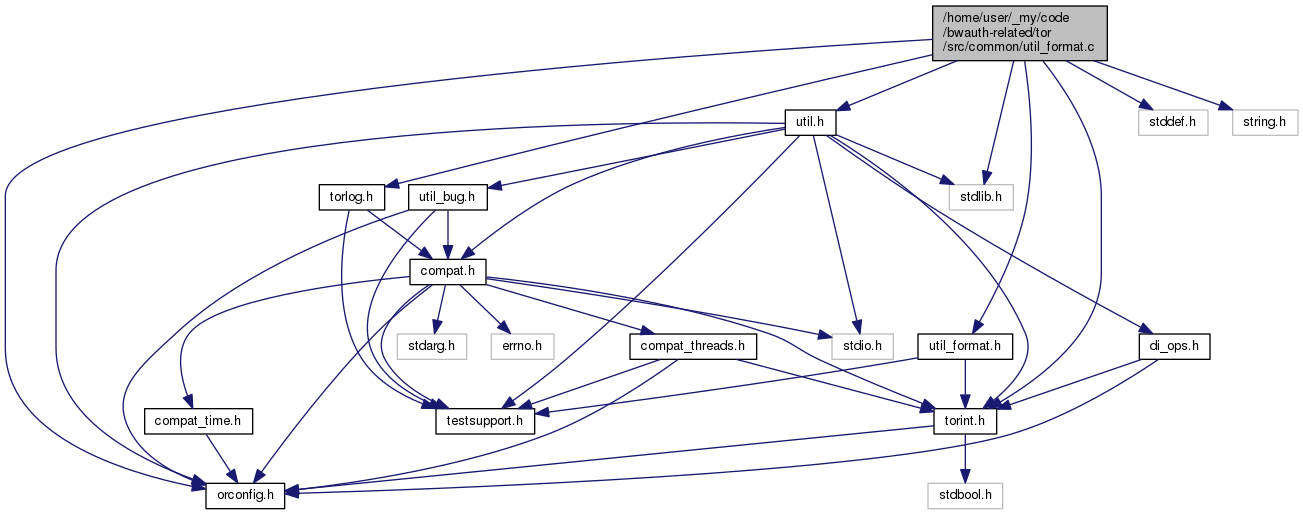 /home/user/_my/code
/bwauth-related/tor
/src/common/util_format.c
util.h
stddef.h
string.h
torlog.h
util_bug.h
stdlib.h
compat.h
stdarg.h
errno.h
compat_threads.h
stdio.h
util_format.h
di_ops.h
compat_time.h
testsupport.h
torint.h
orconfig.h
stdbool.h